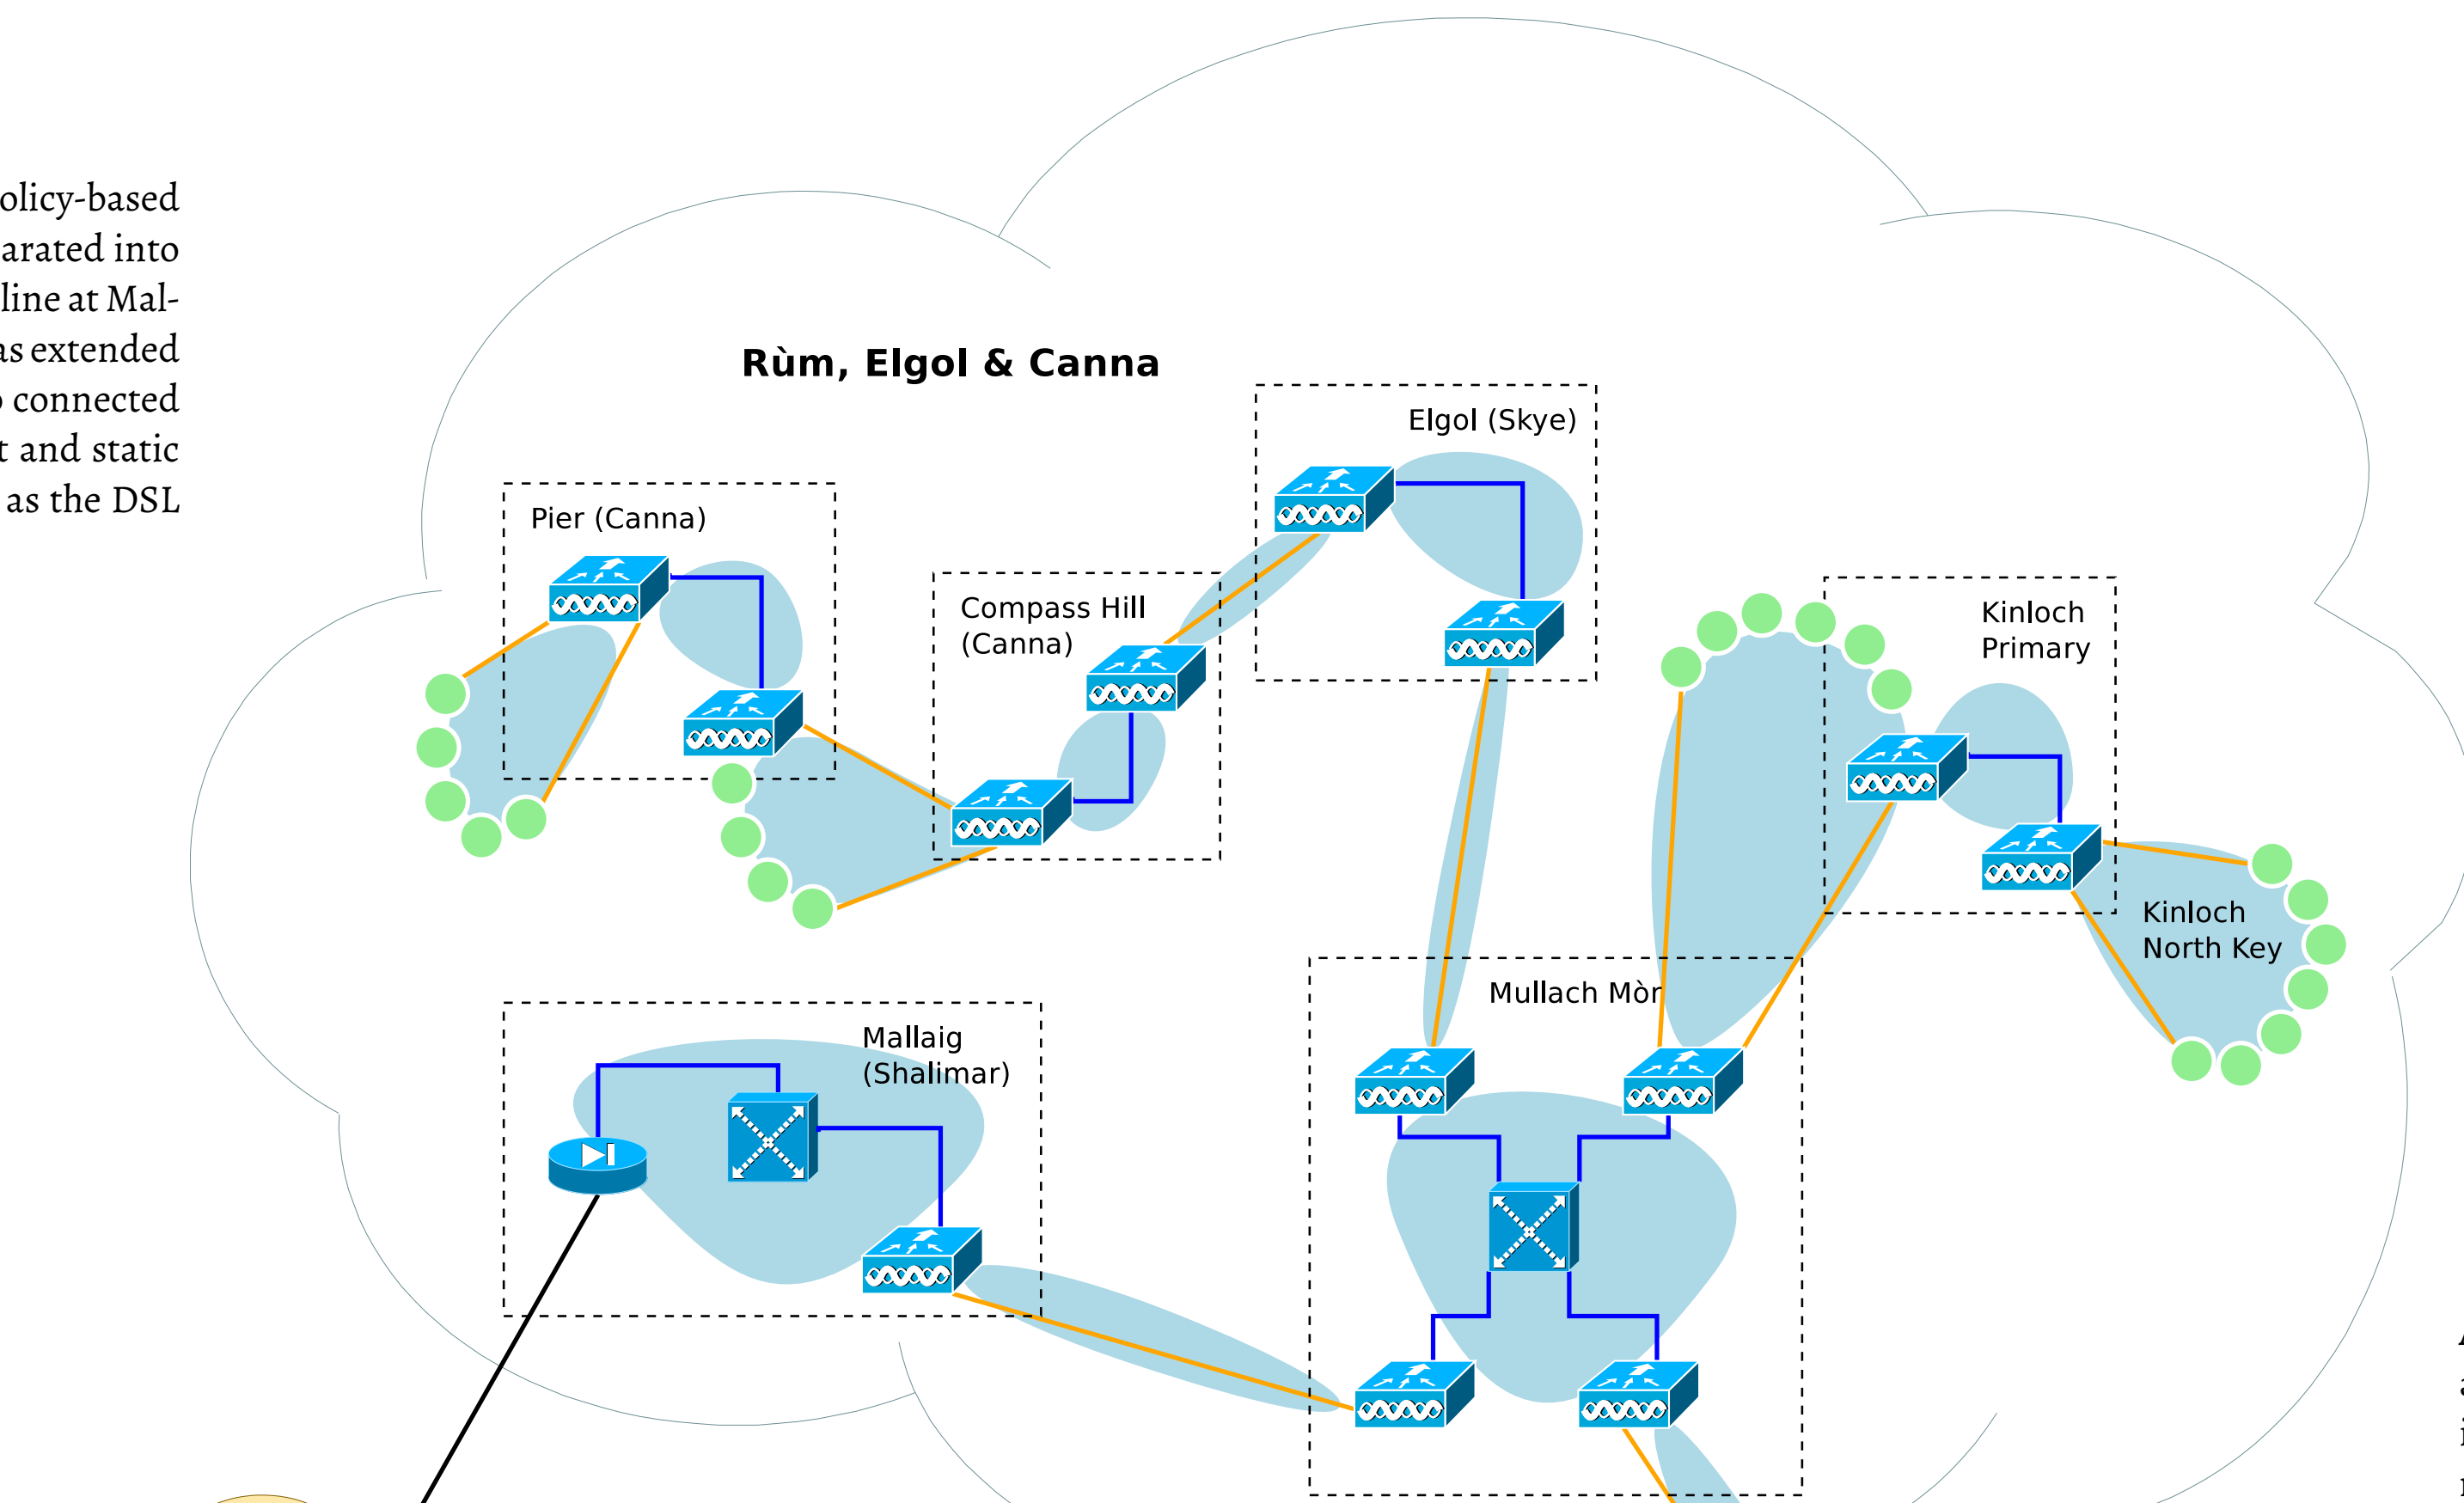 olicy-based
arated into
line at Mal-
as extended
connected
t and static
as the DSL
Rùm, Elgol & Canna
Elgol (Skye)
Pier (Canna)
Compass Hill
(Canna)
Kinloch
Primary
Kinloch
North Key
Mullach Mòr
Mallaig
(Shalimar)